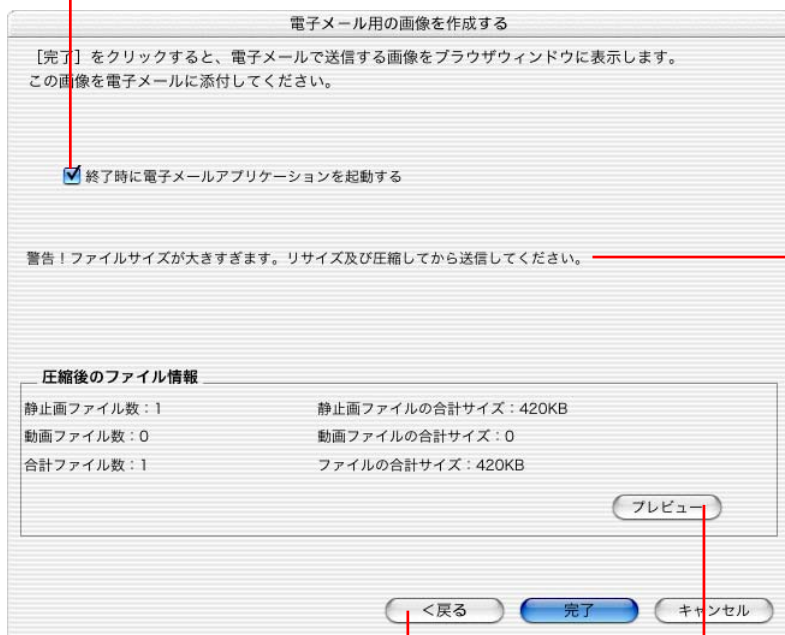 電子メール用の画像を作成する
［完了］をクリックすると、電子メールで送信する画像をブラウザウィンドウに表示します。
この画像を電子メールに添付してください。
終了時に電子メールアプリケーションを起動する
警告！ファイルサイズが大きすぎます。リサイズ及び圧縮してから送信してください。
圧縮後のファイル情報
静止画ファイル数：1 静止画ファイルの合計サイズ：420KB
動画ファイル数：0 動画ファイルの合計サイズ：0
合計ファイル数：1 ファイルの合計サイズ：420KB
プレビュー
<戻る 完了 キャンセル